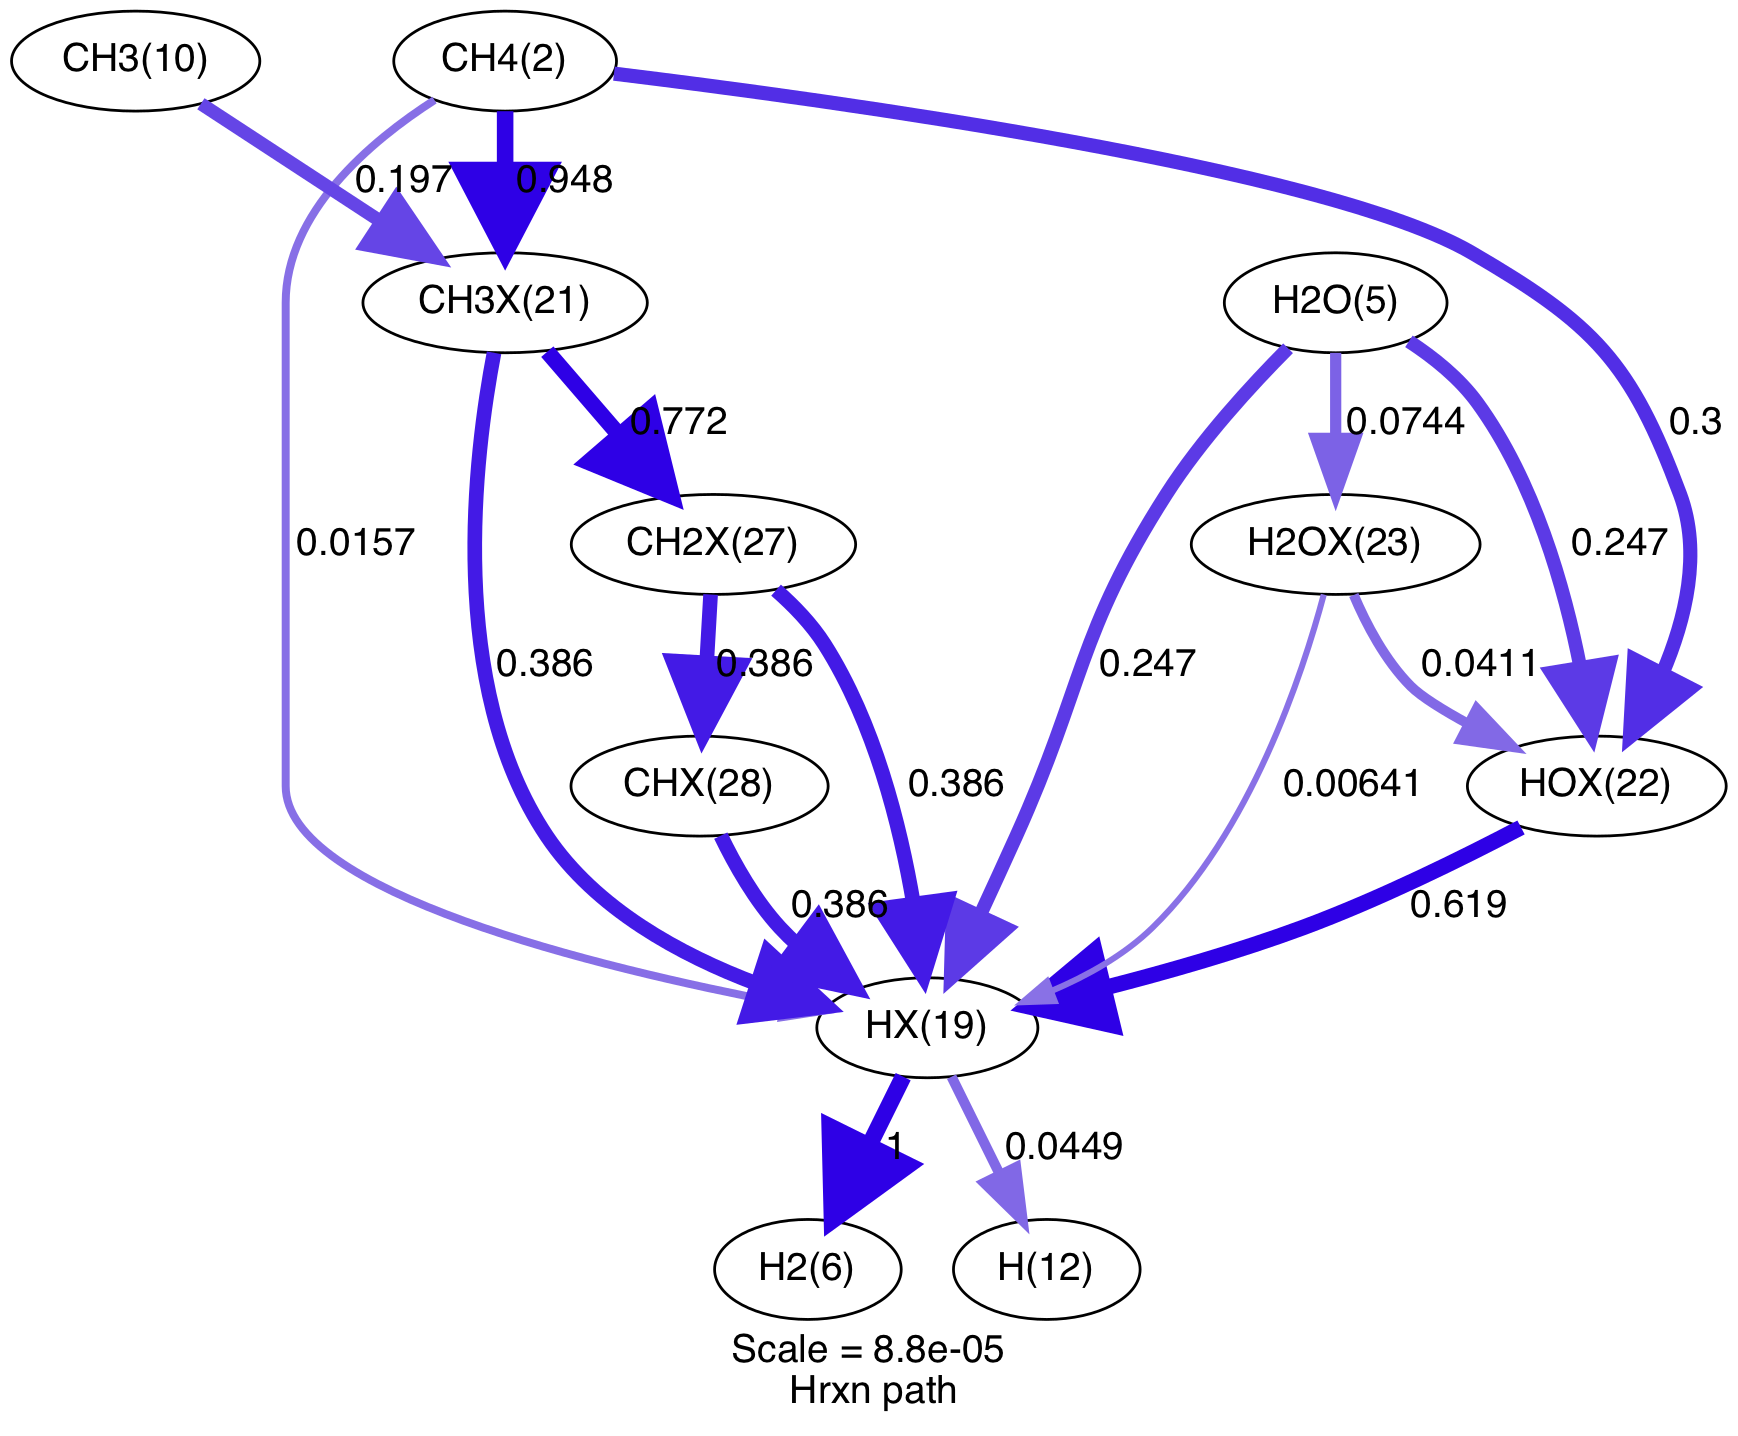 CH3(10)
CH4(2)
0.197
0.948
CH3X(21)
H2O(5)
0.772
0.0744
0.3
0.0157
CH2X(27)
H2OX(23)
0.247
0.386
0.386
0.247
0.0411
CHX(28)
0.386
0.00641
HOX(22)
0.386
0.619
HX(19)
1
0.0449
H2(6)
H(12)
Scale = 8.8e-05
Hrxn path